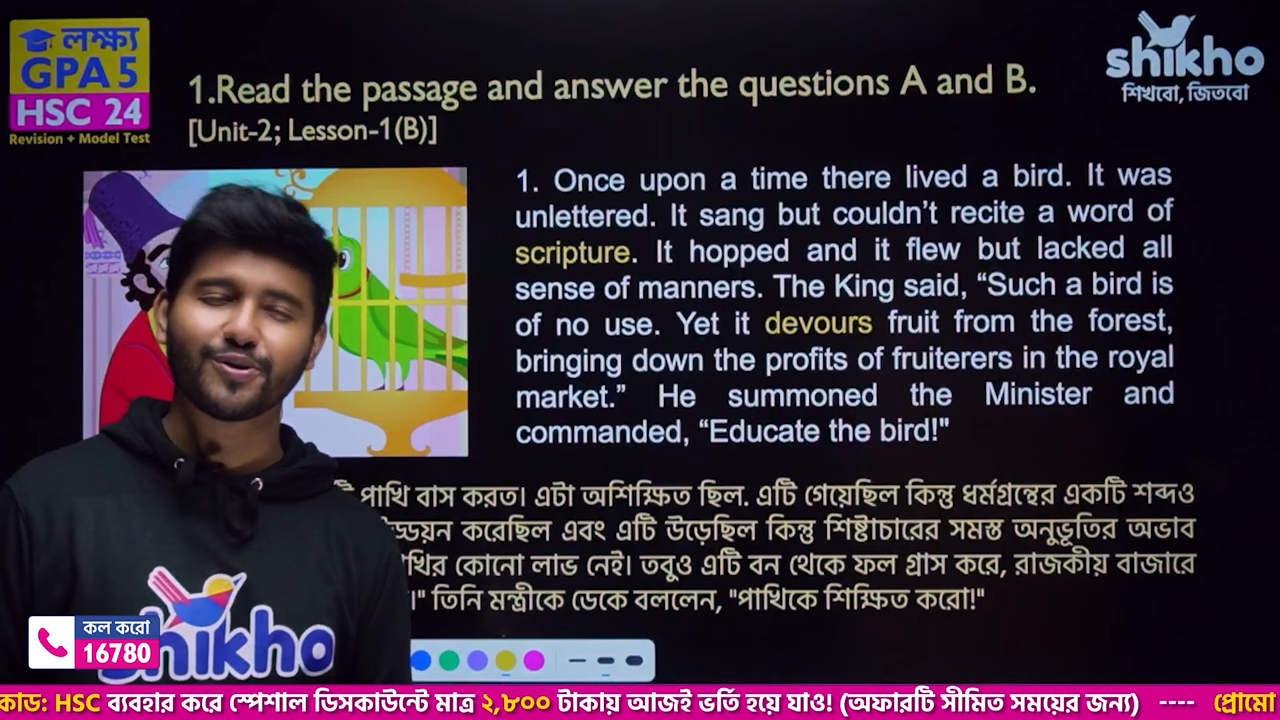 লক্ষ্য
GPA 5
HSC 24
Revision + Model Test
shikho
শিখবো, জিতবো
1.Read the passage and answer the questions A and B.
[Unit-2; Lesson-1(B)]
1. Once upon a time there lived a bird. It was
unlettered. It sang but couldn't recite a word of
scripture. It hopped and it flew but lacked all
sense of manners. The King said, “Such a bird is
of no use. Yet it devours fruit from the forest,
bringing down the profits of fruiterers in the royal
market.” He summoned the Minister and
commanded, “Educate the bird!"
পাখি বাস করত। এটা অশিক্ষিত ছিল. এটি গেয়েছিল কিন্তু ধর্মগ্রন্থের একটি শব্দও
করেছিল এবং এটি উড়েছিল কিন্তু শিষ্টাচারের সমস্ত অনুভূতির অভাব
কোনো লাভ নেই। তবুও এটি বন থেকে ফল গ্রাস করে, রাজকীয় বাজারে
।" তিনি মন্ত্রীকে ডেকে বললেন, "পাখিকে শিক্ষিত করো!"
shikho
কল করো
16780
কোড: HSC ব্যবহার করে স্পেশাল ডিসকাউন্টে মাত্র ২,৮০০ টাকায় আজই ভর্তি হয়ে যাও! (অফারটি সীমিত সময়ের জন্য) ---- প্রোমো